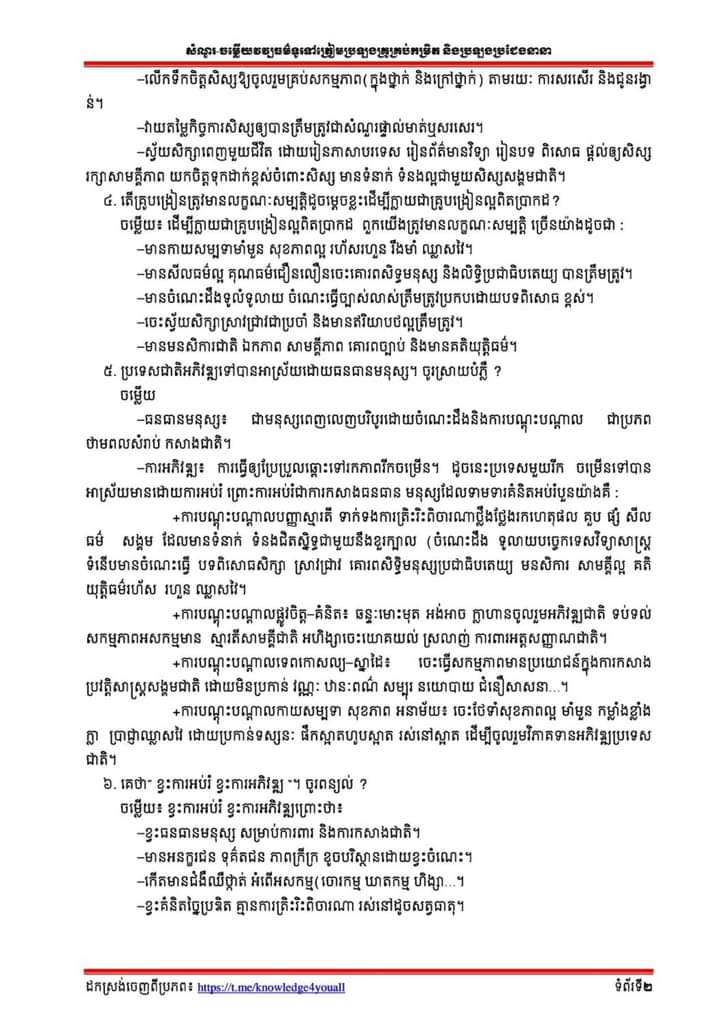 សំណួរ-ចម្លើយវប្បធម៌ទូទៅត្រៀមប្រឡងគ្រូគ្រប់កម្រិត និងប្រឡងប្រជែងនានា
–លើកទឹកចិត្តសិស្សឱ្យចូលរួមគ្រប់សកម្មភាព(ក្នុងថ្នាក់ និងក្រៅថ្នាក់) តាមរយៈ ការសរសើរ និងជូនរង្វា
ន់។
–វាយតម្លៃកិច្ចការសិស្សឲ្យបានត្រឹមត្រូវជាសំណួរផ្ទាល់មាត់ឬសរសេរ។
–ស្វ័យសិក្សាពេញមួយជីវិត ដោយរៀនភាសាបរទេស រៀនព័ត៌មានវិទ្យា រៀនបទ ពិសោធ ផ្តល់ឲ្យសិស្ស
រក្សាសាមគ្គីភាព យកចិត្តទុកដាក់ខ្ពស់ចំពោះសិស្ស មានទំនាក់ ទំនងល្អជាមួយសិស្សសង្គមជាតិ។
៤. តើគ្រូបង្រៀនត្រូវមានលក្ខណៈសម្បត្តិដូចម្តេចខ្លះដើម្បីក្លាយជាគ្រូបង្រៀនល្អពិតប្រាកដ?
ចម្លើយ៖ ដើម្បីក្លាយជាគ្រូបង្រៀនល្អពិតប្រាកដ ពួកយើងត្រូវមានលក្ខណៈសម្បត្តិ ច្រើនយ៉ាងដូចជា :
–មានកាយសម្បទាមាំមួន សុខភាពល្អ រហ័សរហួន រឹងមាំ ឈ្លាសវៃ។
–មានសីលធម៌ល្អ គុណធម៌ជឿនលឿនចេះគោរពសិទ្ធមនុស្ស និងលិទ្ធិប្រជាធិបតេយ្យ បានត្រឹមត្រូវ។
–មានចំណេះដឹងទូលំទូលាយ ចំណេះធ្វើច្បាស់លាស់ត្រឹមត្រូវប្រកបដោយបទពិសោធ ខ្ពស់។
–ចេះស្វ័យសិក្សាស្រាវជ្រាវជាប្រចាំ និងមានឥរិយាបថល្អត្រឹមត្រូវ។
–មានមនសិការជាតិ ឯកភាព សាមគ្គីភាព គោរពច្បាប់ និងមានគតិយុត្តិធម៌។
៥. ប្រទេសជាតិអភិវឌ្ឍទៅបានអាស្រ័យដោយធនធានមនុស្ស។ ចូរស្រាយបំភ្លឺ ?
ចម្លើយ
–ធនធានមនុស្ស៖ ជាមនុស្សពេញលេញបរិបូរដោយចំណេះដឹងនិងការបណ្តុះបណ្តាល ជាប្រភព
ថាមពលសំរាប់ កសាងជាតិ។
–ការអភិវឌ្ឍ៖ ការធ្វើឲ្យប្រែប្រួលឆ្ពោះទៅរកភាពរីកចម្រើន។ ដូចនេះប្រទេសមួយរីក ចម្រើនទៅបាន
អាស្រ័យមានដោយការអប់រំ ព្រោះការអប់រំជាការកសាងធនធាន មនុស្សដែលទាមទារគំនិតអប់រំបួនយ៉ាងគឺ :
+ការបណ្តុះបណ្តាលបញ្ញាស្មារតី ទាក់ទងការត្រិះរិះពិចារណាថ្លឹងថ្លែងរកហេតុផល គួប ផ្សំ សីល
ធម៌ សង្គម ដែលមានទំនាក់ ទំនងជិតស្និទ្ធជាមួយនឹងខួរក្បាល (ចំណេះដឹង ទូលាយបច្ចេកទេសវិទ្យាសាស្ត្រ
ទំនើបមានចំណេះធ្វើ បទពិសោធសិក្សា ស្រាវជ្រាវ គោរពសិទ្ធិមនុស្សប្រជាធិបតេយ្យ មនសិការ សាមគ្គីល្អ គតិ
យុត្តិធម៌រហ័ស រហួន ឈ្លាសវៃ។
+ការបណ្តុះបណ្តាលផ្លូវចិត្ត–គំនិត៖ ឆន្ទៈមោះមុត អង់អាច ក្លាហានចូលរួមអភិវឌ្ឍជាតិ ទប់ទល់
សកម្មភាពអសកម្មមាន ស្មារតីសាមគ្គីជាតិ អហិង្សាចេះយោគយល់ ស្រលាញ់ ការពារអត្តសញ្ញាណជាតិ។
+ការបណ្តុះបណ្តាលទេពកោសល្យ–ស្នាដៃ៖ ចេះធ្វើសកម្មភាពមានប្រយោជន៍ក្នុងការកសាង
ប្រវត្តិសាស្ត្រសង្គមជាតិ ដោយមិនប្រកាន់ វណ្ណៈ ឋានៈពណ៌ សម្បុរ នយោបាយ ជំនឿសាសនា...។
+ការបណ្តុះបណ្តាលកាយសម្បទា សុខភាព អនាម័យ៖ ចេះថែទាំសុខភាពល្អ មាំមួន កម្លាំងខ្លាំង
ក្លា ប្រាជ្ញាឈ្លាសវៃ ដោយប្រកាន់ទស្សនៈ ផឹកស្អាតហូបស្អាត រស់នៅស្អាត ដើម្បីចូលរួមវិភាគទានអភិវឌ្ឍប្រទេស
ជាតិ។
៦. គេថា" ខ្វះការអប់រំ ខ្វះការអភិវឌ្ឍ "។ ចូរពន្យល់ ?
ចម្លើយ៖ ខ្វះការអប់រំ ខ្វះការអភិវឌ្ឍព្រោះថា៖
–ខ្វះធនធានមនុស្ស សម្រាប់ការពារ និងការកសាងជាតិ។
–មានអនក្ខរជន ទុគ៌តជន ភាពក្រីក្រ ខូចបរិស្ថានដោយខ្វះចំណេះ។
–កើតមានជំងឺឈឺថ្កាត់ អំពើអសកម្ម(ចោរកម្ម ឃាតកម្ម ហិង្សា...។
–ខ្វះគំនិតច្នៃប្រឌិត គ្មានការត្រិះរិះពិចារណា រស់នៅដូចសត្វធាតុ។
ដកស្រង់ចេញពីប្រភព៖ https://t.me/knowledge4youall ទំព័រទី២